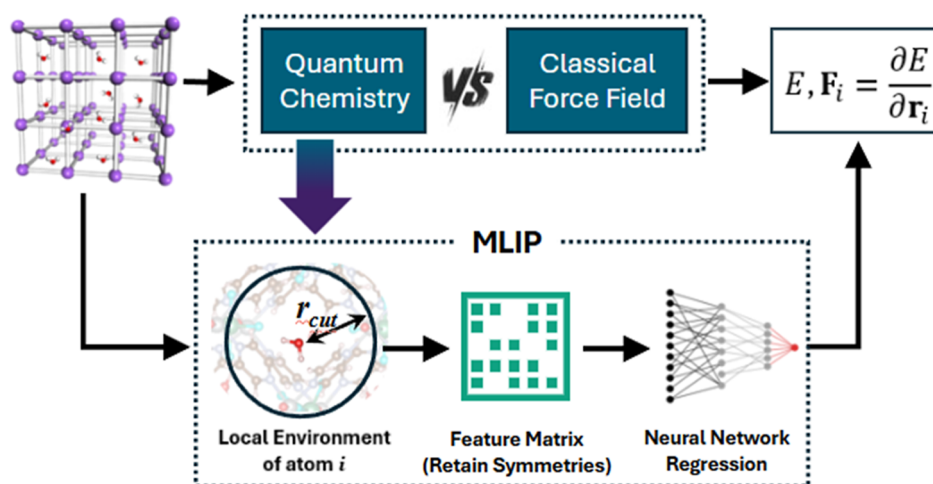 Quantum
Chemistry
VS
Classical
Force Field
E, F_i = ∂E/∂r_i
MLIP
r_cut
Local Environment
of atom i
Feature Matrix
(Retain Symmetries)
Neural Network
Regression